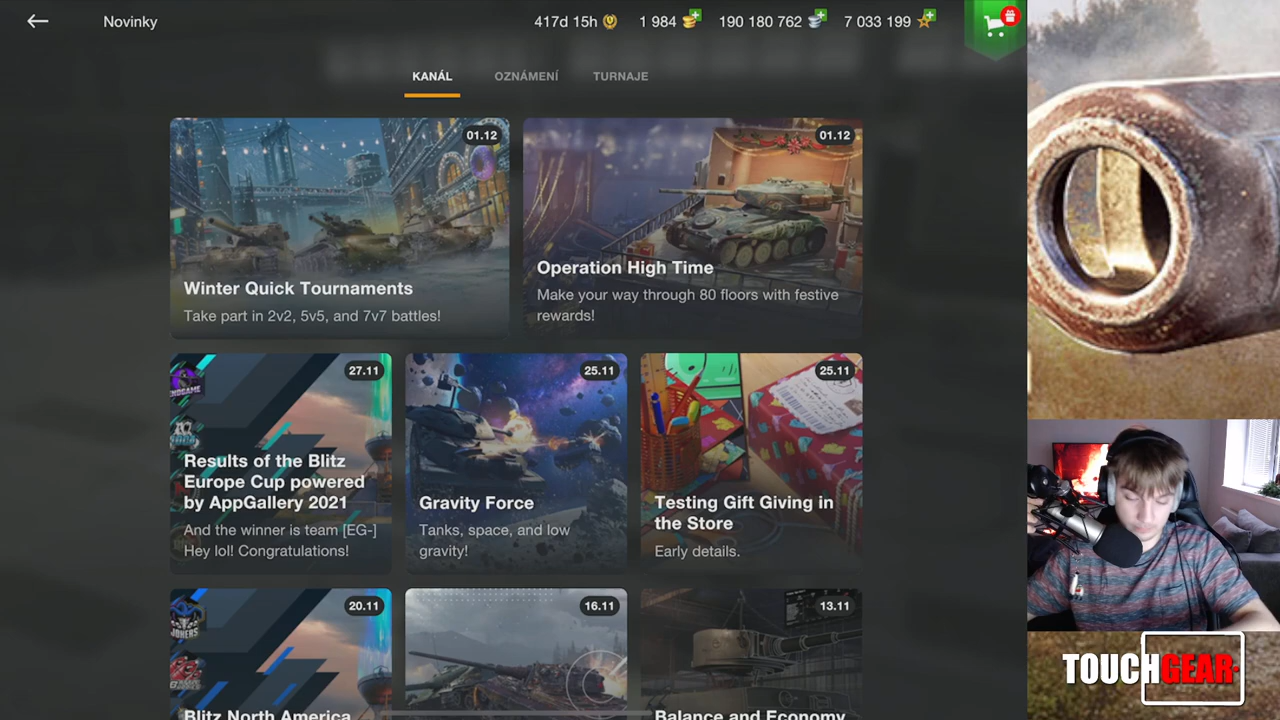 Novinky
417d 15h
1 984
190 180 762
7 033 199
KANÁL
OZNÁMENÍ
TURNAJE
01.12
Winter Quick Tournaments
Take part in 2v2, 5v5, and 7v7 battles!
01.12
Operation High Time
Make your way through 80 floors with festive
rewards!
27.11
Results of the Blitz
Europe Cup powered
by AppGallery 2021
And the winner is team [EG-]
Hey lol! Congratulations!
25.11
Gravity Force
Tanks, space, and low
gravity!
25.11
Testing Gift Giving in
the Store
Early details.
20.11
JOKERS
Blitz North America
16.11
13.11
Balance and Economy
TOUCHGEAR